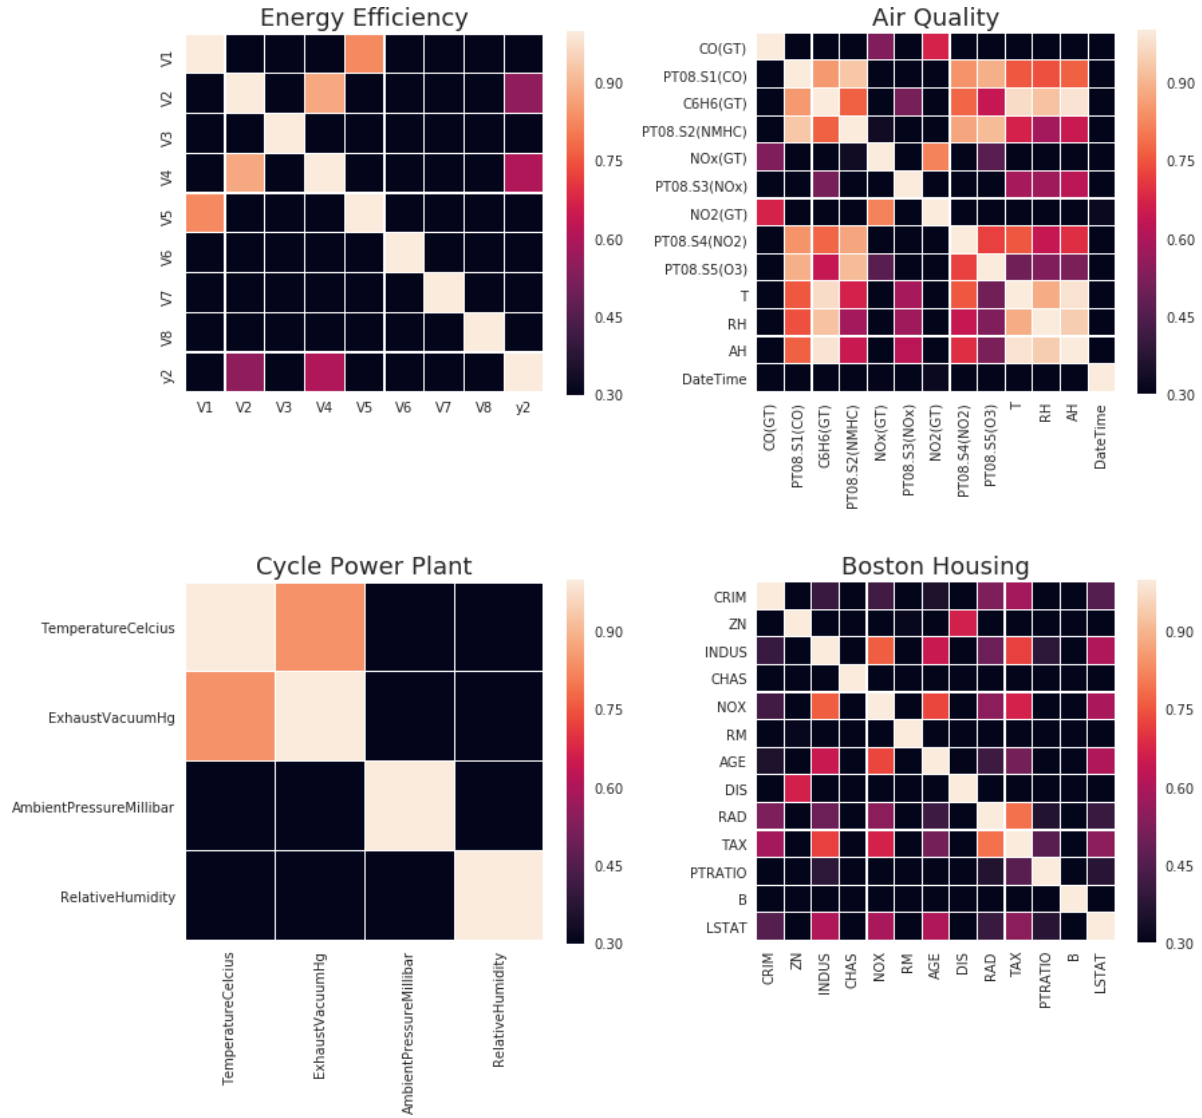 Energy Efficiency
V1
V2
V3
V4
V5
V6
V7
V8
y2
V1 V2 V3 V4 V5 V6 V7 V8 y2
0.90
0.75
0.60
0.45
0.30
Air Quality
CO(GT)
PT08.S1(CO)
C6H6(GT)
PT08.S2(NMHC)
NOx(GT)
PT08.S3(NOx)
NO2(GT)
PT08.S4(NO2)
PT08.S5(O3)
T
RH
AH
DateTime
CO(GT)
PT08.S1(CO)
C6H6(GT)
PT08.S2(NMHC)
NOx(GT)
PT08.S3(NOx)
NO2(GT)
PT08.S4(NO2)
PT08.S5(O3)
T
RH
AH
DateTime
0.90
0.75
0.60
0.45
0.30
Cycle Power Plant
TemperatureCelcius
ExhaustVacuumHg
AmbientPressureMillibar
RelativeHumidity
TemperatureCelcius
ExhaustVacuumHg
AmbientPressureMillibar
RelativeHumidity
0.90
0.75
0.60
0.45
0.30
Boston Housing
CRIM
ZN
INDUS
CHAS
NOX
RM
AGE
DIS
RAD
TAX
PTRATIO
B
LSTAT
CRIM
ZN
INDUS
CHAS
NOX
RM
AGE
DIS
RAD
TAX
PTRATIO
B
LSTAT
0.90
0.75
0.60
0.45
0.30